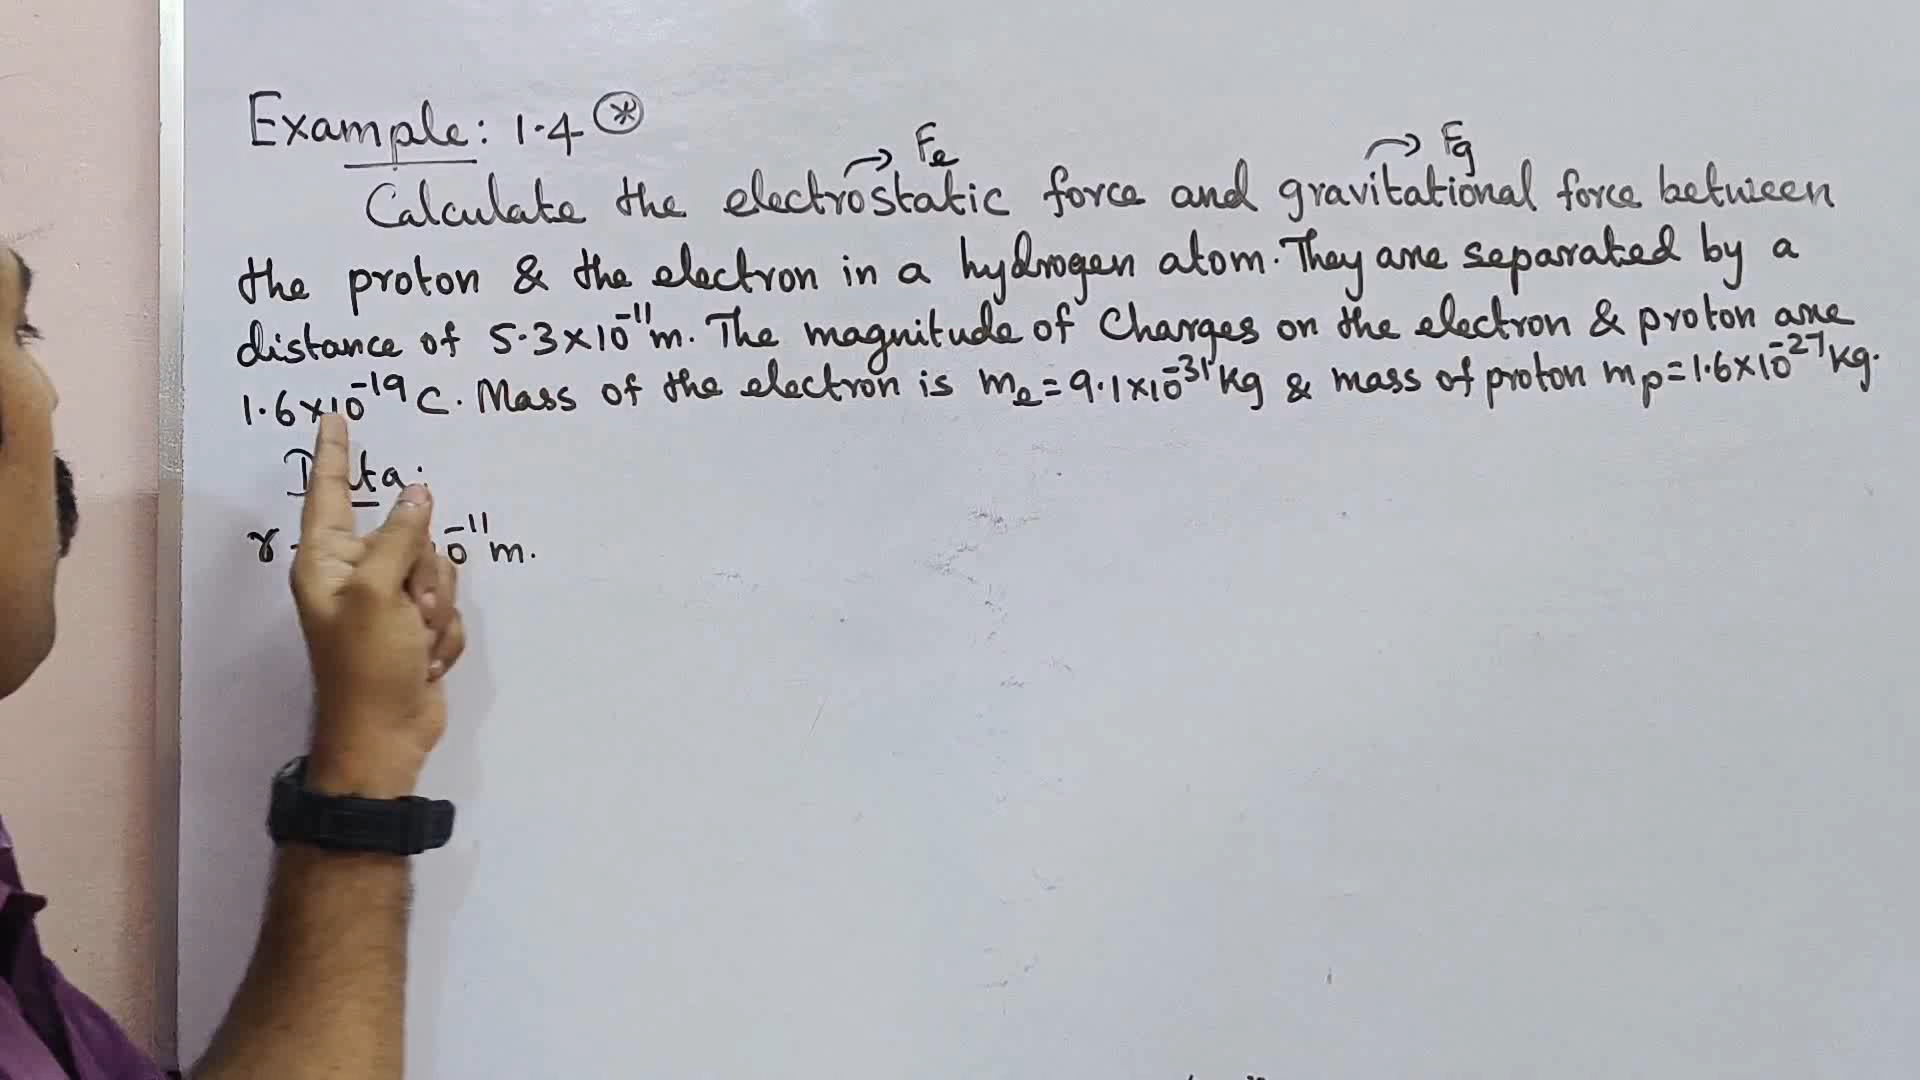 Example: 1.4 *
Fe Fg
Calculate the electrostatic force and gravitational force between
the proton & the electron in a hydrogen atom. They are separated by a
distance of 5.3×10⁻¹¹m. The magnitude of Charges on the electron & proton are
1.6×10⁻¹⁹ C. Mass of the electron is mₑ=9.1×10⁻³¹kg & mass of proton mₚ=1.6×10⁻²⁷kg.
r 0⁻¹¹m.